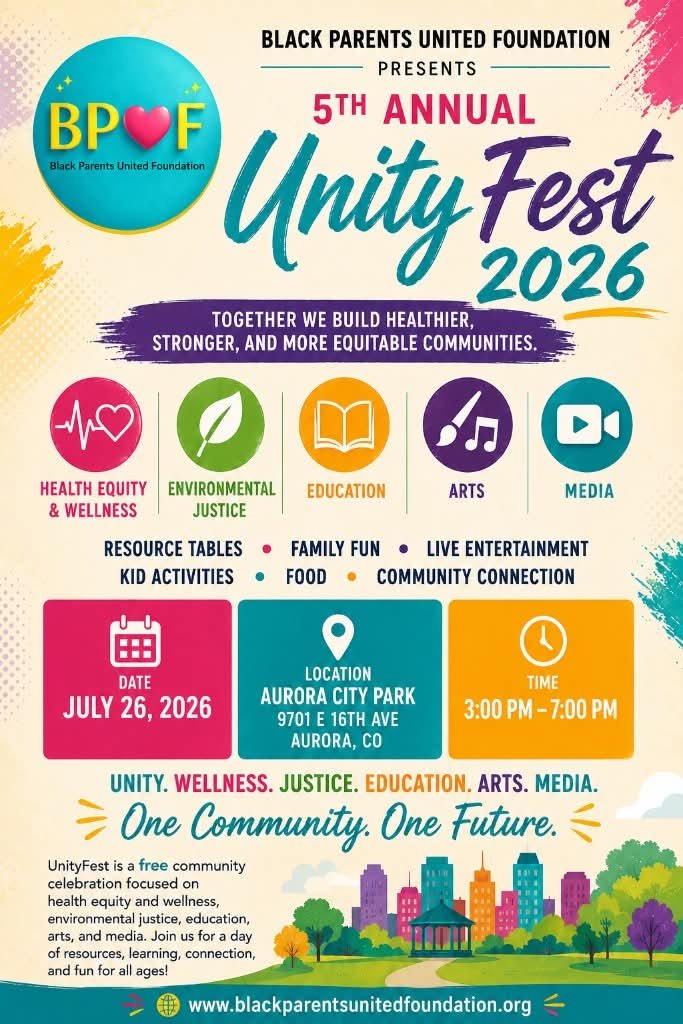 BLACK PARENTS UNITED FOUNDATION
PRESENTS
5TH ANNUAL
Unity Fest
2026
BPUF
Black Parents United Foundation
TOGETHER WE BUILD HEALTHIER,
STRONGER, AND MORE EQUITABLE COMMUNITIES.
HEALTH EQUITY
& WELLNESS
ENVIRONMENTAL
JUSTICE
EDUCATION
ARTS
MEDIA
RESOURCE TABLES • FAMILY FUN • LIVE ENTERTAINMENT
KID ACTIVITIES • FOOD • COMMUNITY CONNECTION
DATE
JULY 26, 2026
LOCATION
AURORA CITY PARK
9701 E 16TH AVE
AURORA, CO
TIME
3:00 PM – 7:00 PM
UNITY. WELLNESS. JUSTICE. EDUCATION. ARTS. MEDIA.
One Community. One Future.
UnityFest is a free community
celebration focused on
health equity and wellness,
environmental justice, education,
arts, and media. Join us for a day
of resources, learning, connection,
and fun for all ages!
www.blackparentsunitedfoundation.org